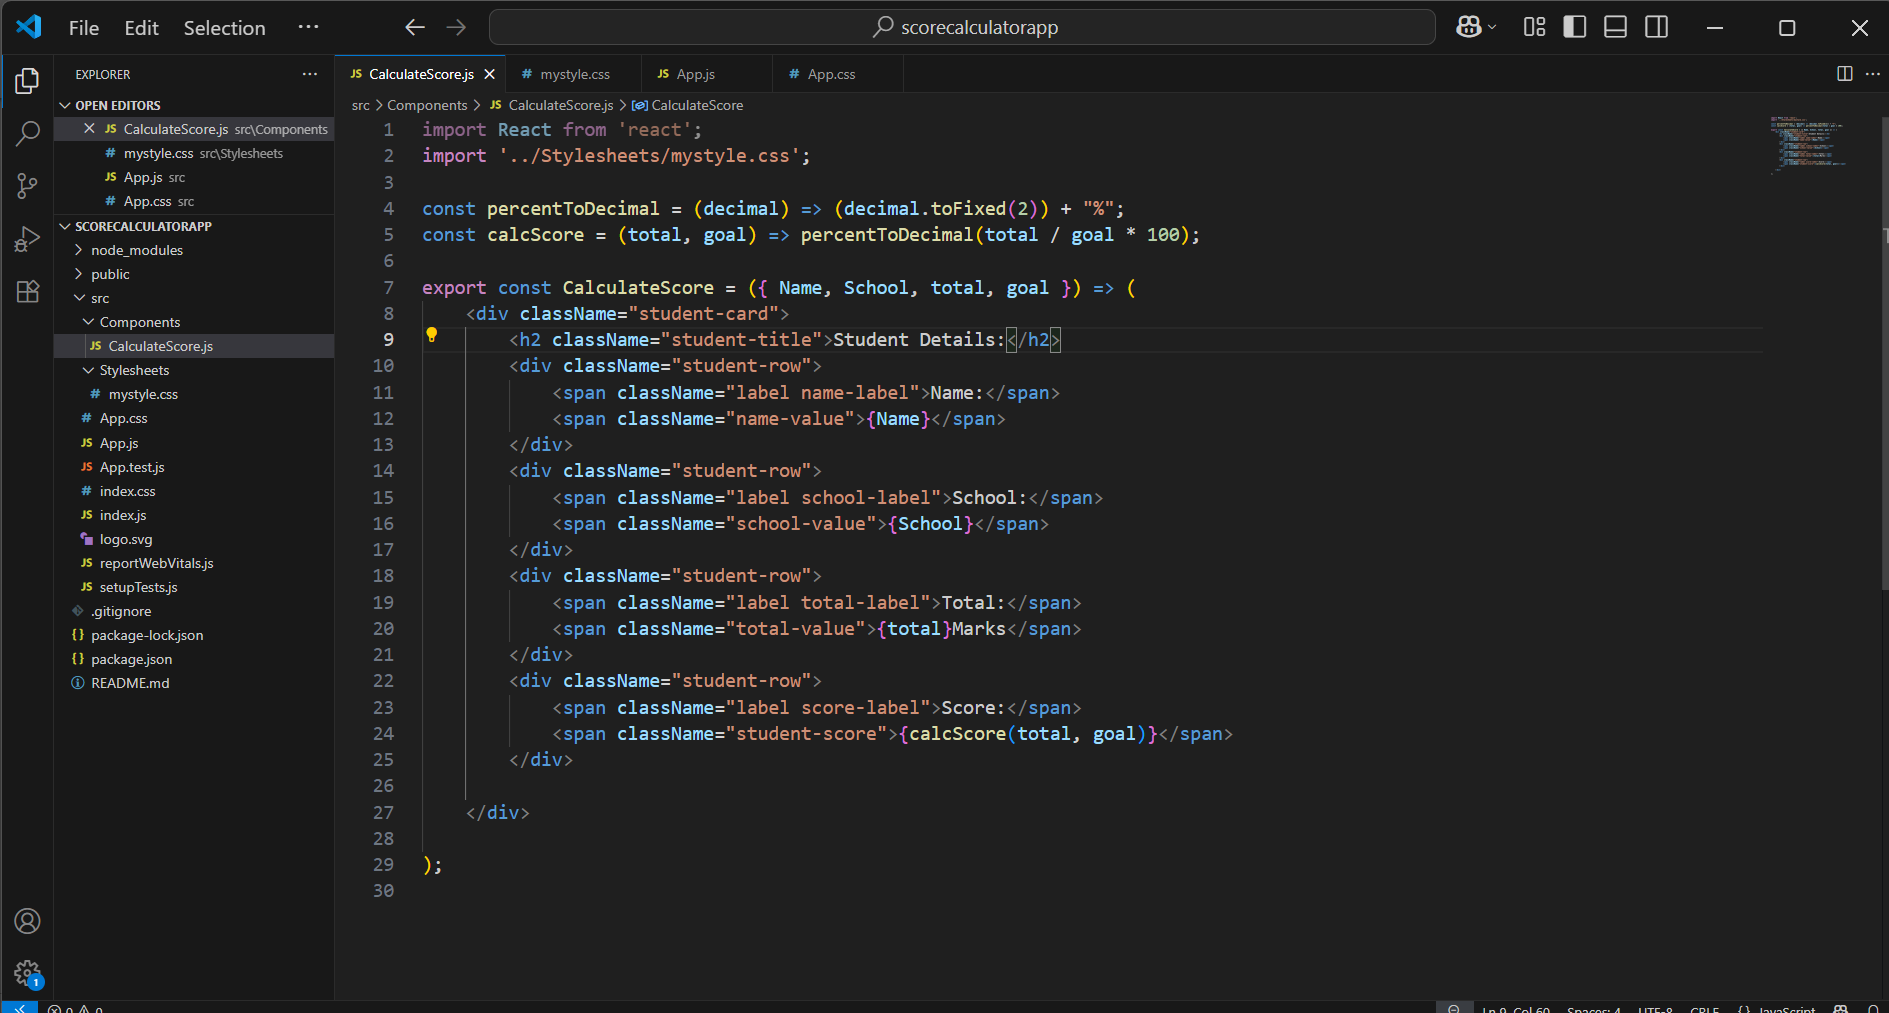 File Edit Selection ··· scorecalculatorapp
EXPLORER
OPEN EDITORS
JS CalculateScore.js src\Components
# mystyle.css src\Stylesheets
JS App.js src
# App.css src
SCORECALCULATORAPP
node_modules
public
src
Components
JS CalculateScore.js
Stylesheets
# mystyle.css
# App.css
JS App.js
JS App.test.js
# index.css
JS index.js
logo.svg
JS reportWebVitals.js
JS setupTests.js
.gitignore
{} package-lock.json
{} package.json
README.md
1
JS CalculateScore.js # mystyle.css JS App.js # App.css
src > Components > JS CalculateScore.js > CalculateScore
1 import React from 'react';
2 import '../Stylesheets/mystyle.css';
3
4 const percentToDecimal = (decimal) => (decimal.toFixed(2)) + "%";
5 const calcScore = (total, goal) => percentToDecimal(total / goal * 100);
6
7 export const CalculateScore = ({ Name, School, total, goal }) => (
8 <div className="student-card">
9 <h2 className="student-title">Student Details:</h2>
10 <div className="student-row">
11 <span className="label name-label">Name:</span>
12 <span className="name-value">{Name}</span>
13 </div>
14 <div className="student-row">
15 <span className="label school-label">School:</span>
16 <span className="school-value">{School}</span>
17 </div>
18 <div className="student-row">
19 <span className="label total-label">Total:</span>
20 <span className="total-value">{total}Marks</span>
21 </div>
22 <div className="student-row">
23 <span className="label score-label">Score:</span>
24 <span className="student-score">{calcScore(total, goal)}</span>
25 </div>
26
27 </div>
28
29 );
30
0 0 Ln 9, Col 60 Spaces: 4 UTF-8 CRLF {} JavaScript